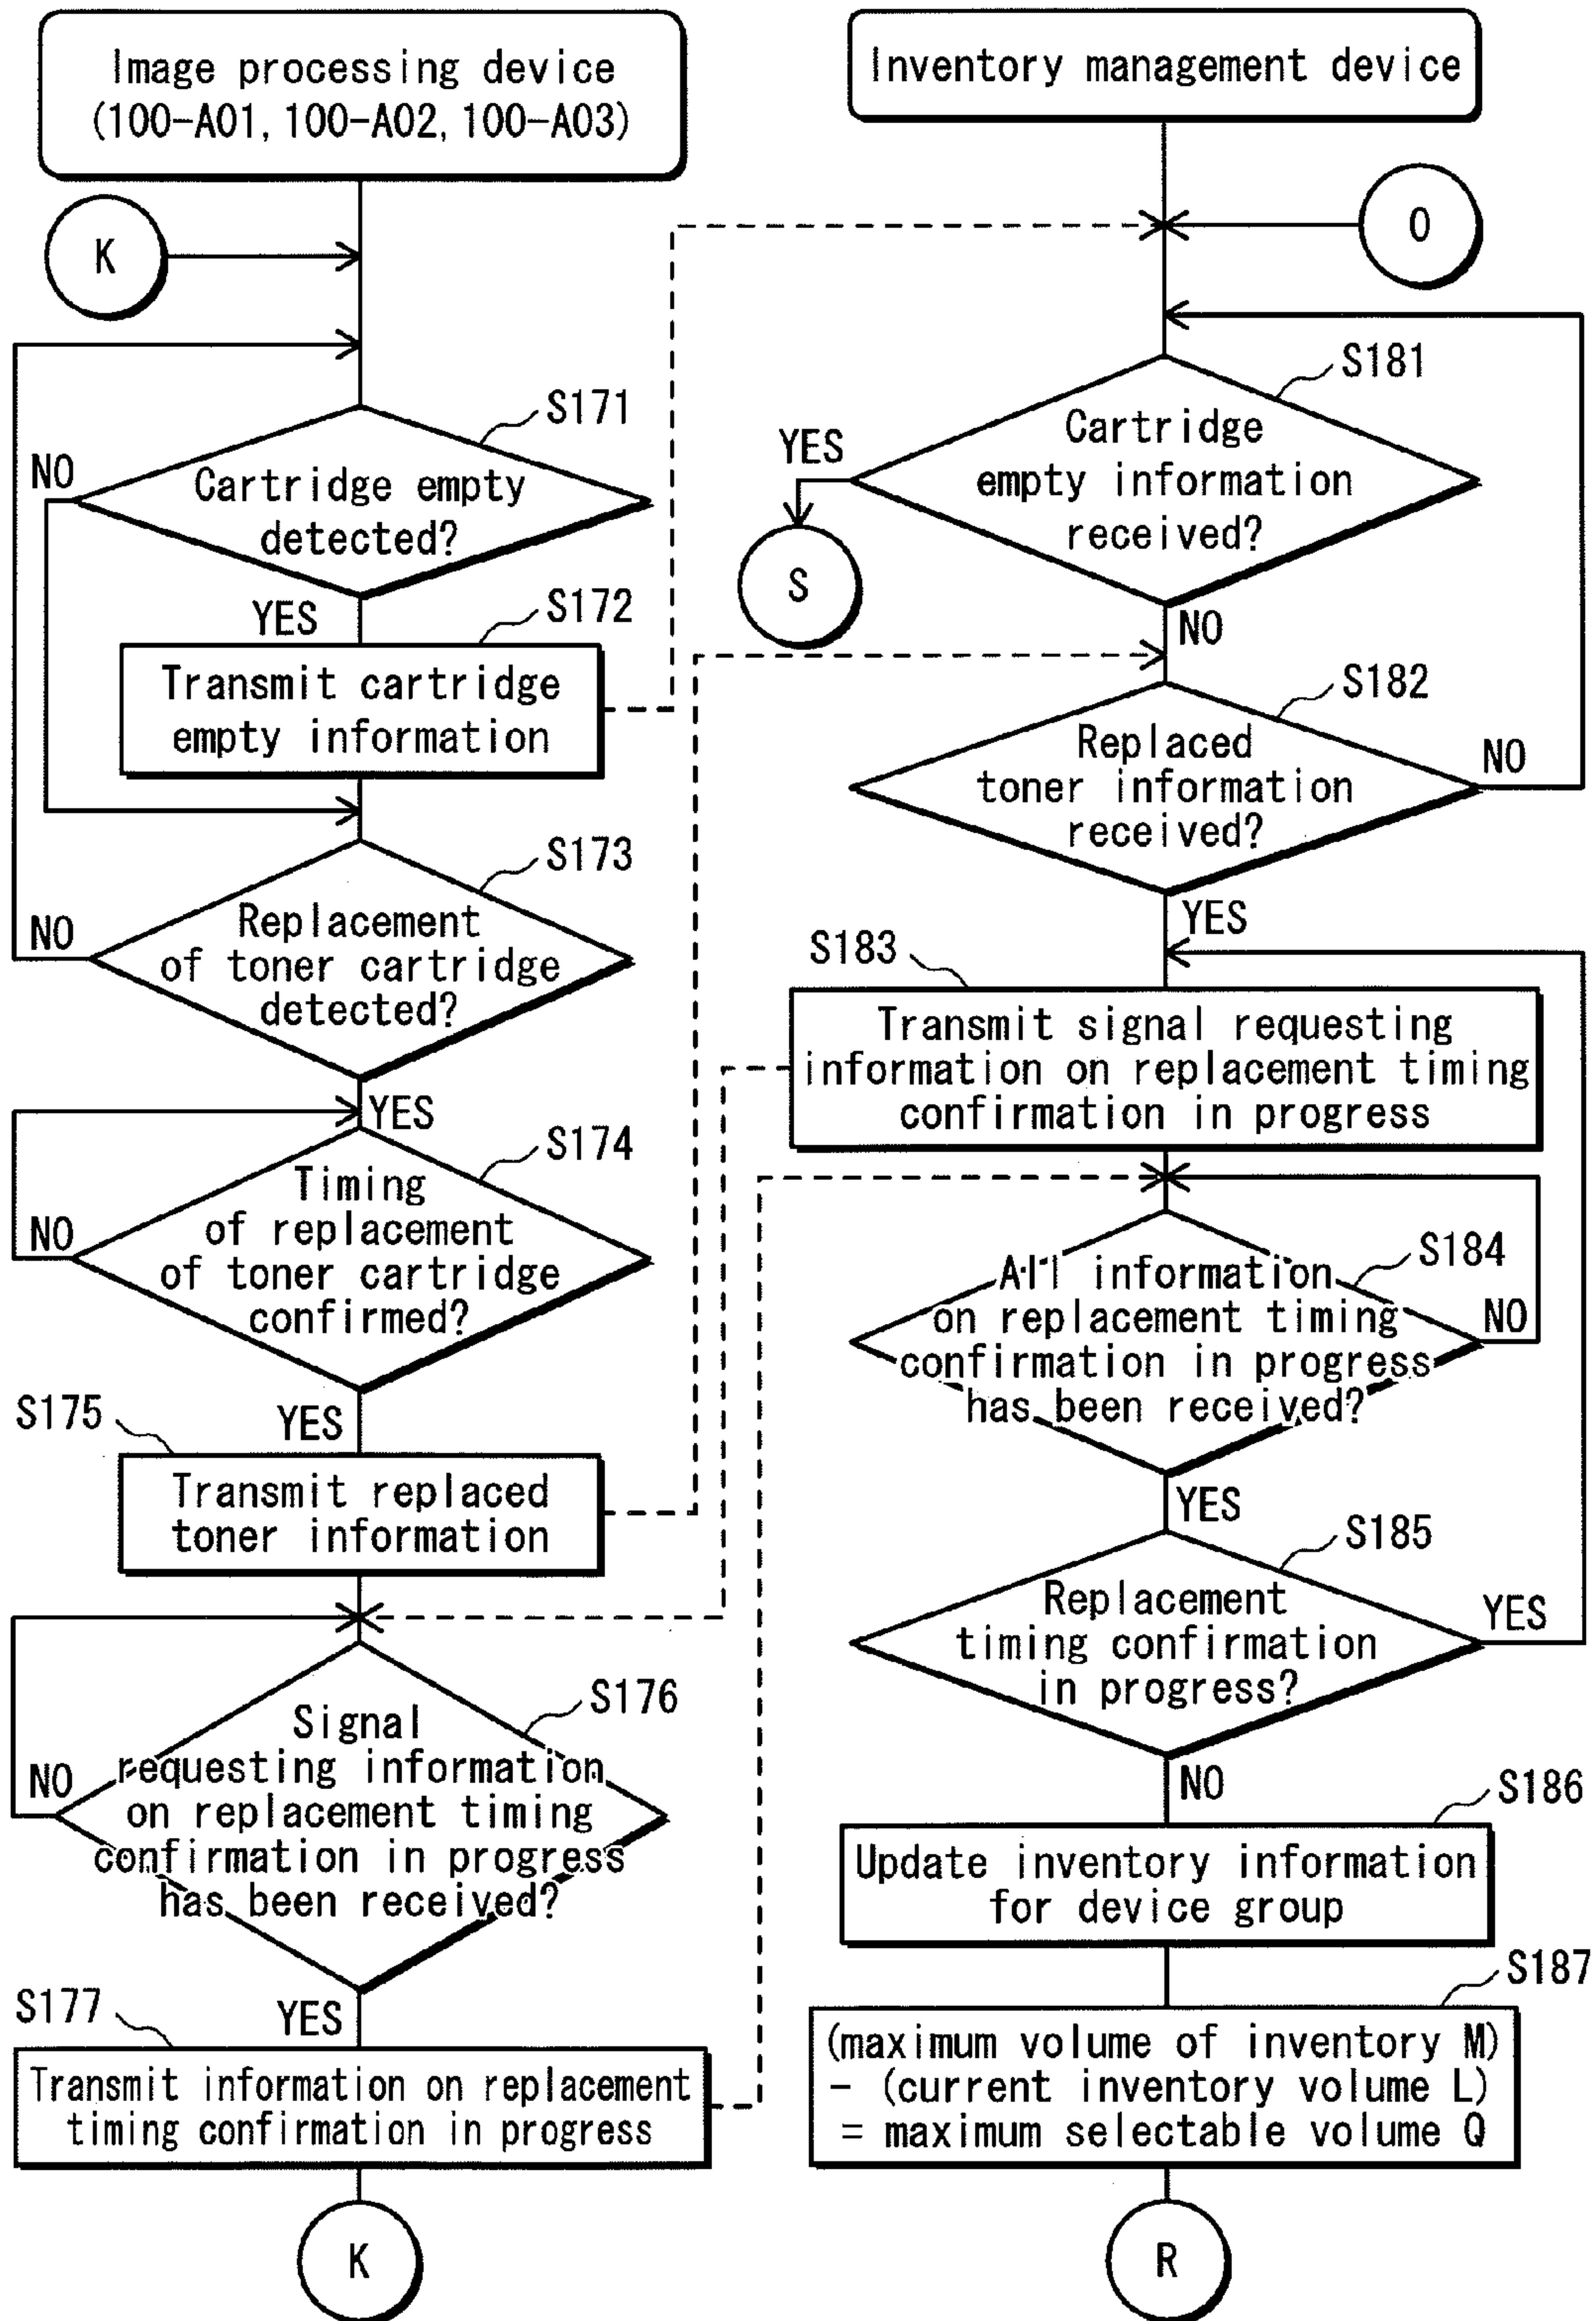 Image processing device
(100-A01, 100-A02, 100-A03)
K
S171
Cartridge empty
detected?
NO
YES
S172
Transmit cartridge
empty information
S173
Replacement
of toner cartridge
detected?
NO
YES
S174
Timing
of replacement
of toner cartridge
confirmed?
NO
YES
S175
Transmit replaced
toner information
S176
Signal
requesting information
on replacement timing
confirmation in progress
has been received?
NO
YES
S177
Transmit information on replacement
timing confirmation in progress
K
Inventory management device
O
S181
Cartridge
empty information
received?
YES
S
NO
S182
Replaced
toner information
received?
NO
YES
S183
Transmit signal requesting
information on replacement timing
confirmation in progress
S184
All information
on replacement timing
confirmation in progress
has been received?
NO
YES
S185
Replacement
timing confirmation
in progress?
YES
NO
S186
Update inventory information
for device group
S187
(maximum volume of inventory M)
- (current inventory volume L)
= maximum selectable volume Q
R